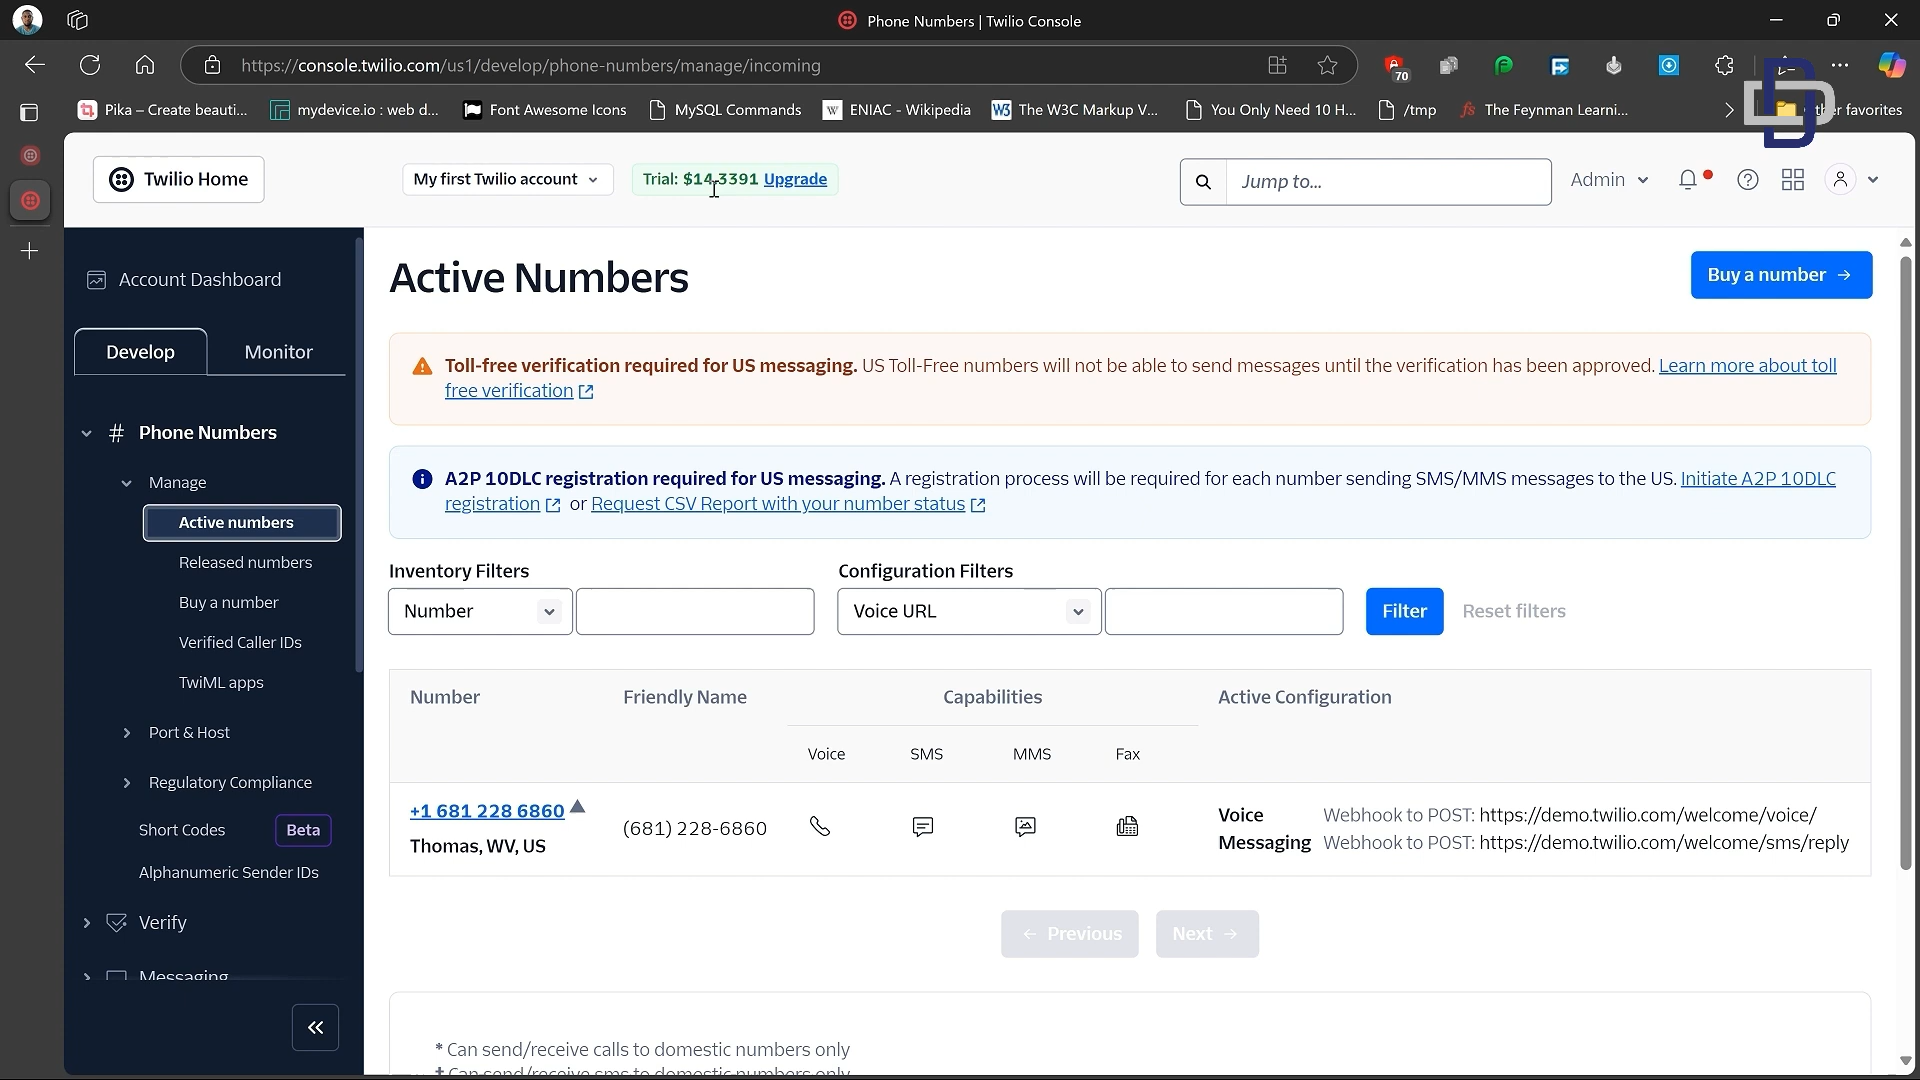 Phone Numbers | Twilio Console
https://console.twilio.com/us1/develop/phone-numbers/manage/incoming
70
Pika – Create beauti...
mydevice.io : web d...
Font Awesome Icons
MySQL Commands
ENIAC - Wikipedia
The W3C Markup V...
You Only Need 10 H...
/tmp
The Feynman Learni...
favorites
Twilio Home
My first Twilio account
Trial: $14.3391 Upgrade
Jump to...
Admin
Account Dashboard
Develop
Monitor
# Phone Numbers
Manage
Active numbers
Released numbers
Buy a number
Verified Caller IDs
TwiML apps
Port & Host
Regulatory Compliance
Short Codes
Beta
Alphanumeric Sender IDs
Verify
Messaging
Active Numbers
Buy a number
Toll-free verification required for US messaging. US Toll-Free numbers will not be able to send messages until the verification has been approved. Learn more about toll
free verification
A2P 10DLC registration required for US messaging. A registration process will be required for each number sending SMS/MMS messages to the US. Initiate A2P 10DLC
registration or Request CSV Report with your number status
Inventory Filters
Configuration Filters
Number
Voice URL
Filter
Reset filters
Number
Friendly Name
Capabilities
Active Configuration
Voice
SMS
MMS
Fax
+1 681 228 6860
Thomas, WV, US
(681) 228-6860
Voice Webhook to POST: https://demo.twilio.com/welcome/voice/
Messaging Webhook to POST: https://demo.twilio.com/welcome/sms/reply
Previous
Next
* Can send/receive calls to domestic numbers only
† Can send/receive sms to domestic numbers only